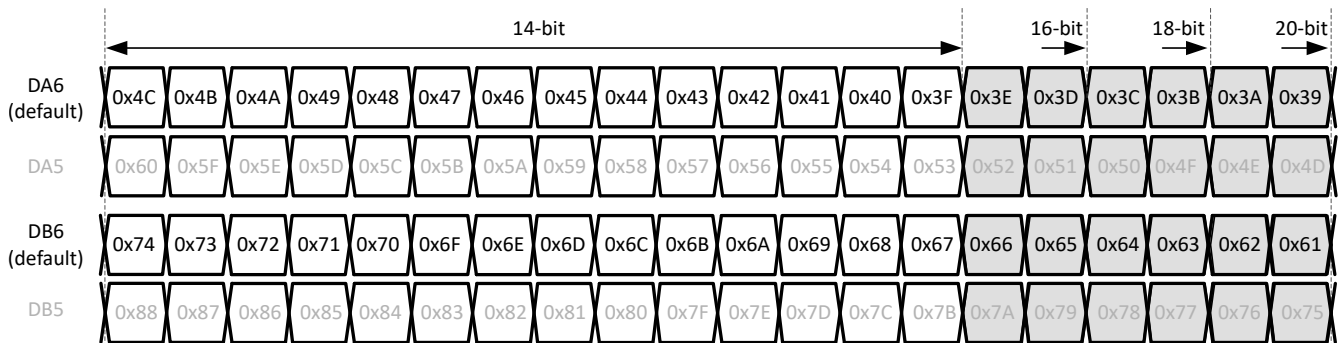 14-bit 16-bit 18-bit 20-bit
DA6
(default)
0x4C 0x4B 0x4A 0x49 0x48 0x47 0x46 0x45 0x44 0x43 0x42 0x41 0x40 0x3F 0x3E 0x3D 0x3C 0x3B 0x3A 0x39
DA5 0x60 0x5F 0x5E 0x5D 0x5C 0x5B 0x5A 0x59 0x58 0x57 0x56 0x55 0x54 0x53 0x52 0x51 0x50 0x4F 0x4E 0x4D
DB6
(default)
0x74 0x73 0x72 0x71 0x70 0x6F 0x6E 0x6D 0x6C 0x6B 0x6A 0x69 0x68 0x67 0x66 0x65 0x64 0x63 0x62 0x61
DB5 0x88 0x87 0x86 0x85 0x84 0x83 0x82 0x81 0x80 0x7F 0x7E 0x7D 0x7C 0x7B 0x7A 0x79 0x78 0x77 0x76 0x75